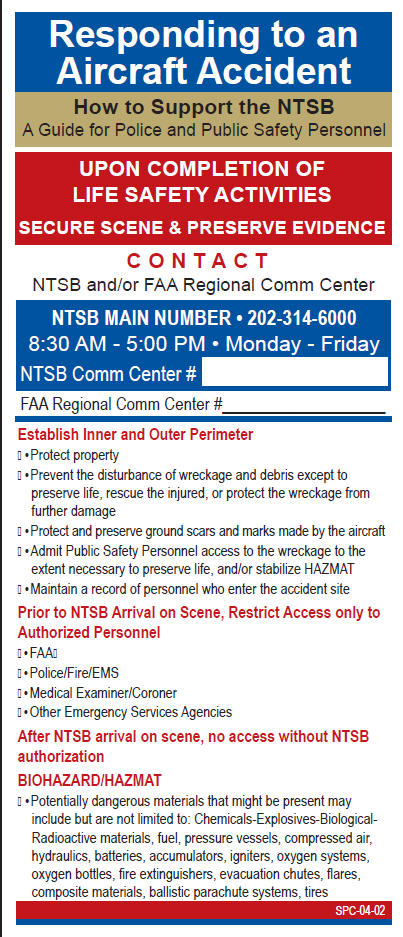 Responding to an
Aircraft Accident
How to Support the NTSB
A Guide for Police and Public Safety Personnel
UPON COMPLETION OF
LIFE SAFETY ACTIVITIES
SECURE SCENE & PRESERVE EVIDENCE
CONTACT
NTSB and/or FAA Regional Comm Center
NTSB MAIN NUMBER • 202-314-6000
8:30 AM - 5:00 PM • Monday - Friday
NTSB Comm Center #
FAA Regional Comm Center #____________________
Establish Inner and Outer Perimeter
▯ • Protect property
▯ • Prevent the disturbance of wreckage and debris except to
preserve life, rescue the injured, or protect the wreckage from
further damage
▯ • Protect and preserve ground scars and marks made by the aircraft
▯ • Admit Public Safety Personnel access to the wreckage to the
extent necessary to preserve life, and/or stabilize HAZMAT
▯ • Maintain a record of personnel who enter the accident site
Prior to NTSB Arrival on Scene, Restrict Access only to
Authorized Personnel
▯ • FAA▯
▯ • Police/Fire/EMS
▯ • Medical Examiner/Coroner
▯ • Other Emergency Services Agencies
After NTSB arrival on scene, no access without NTSB
authorization
BIOHAZARD/HAZMAT
▯ • Potentially dangerous materials that might be present may
include but are not limited to: Chemicals-Explosives-Biological-
Radioactive materials, fuel, pressure vessels, compressed air,
hydraulics, batteries, accumulators, igniters, oxygen systems,
oxygen bottles, fire extinguishers, evacuation chutes, flares,
composite materials, ballistic parachute systems, tires
SPC-04-02